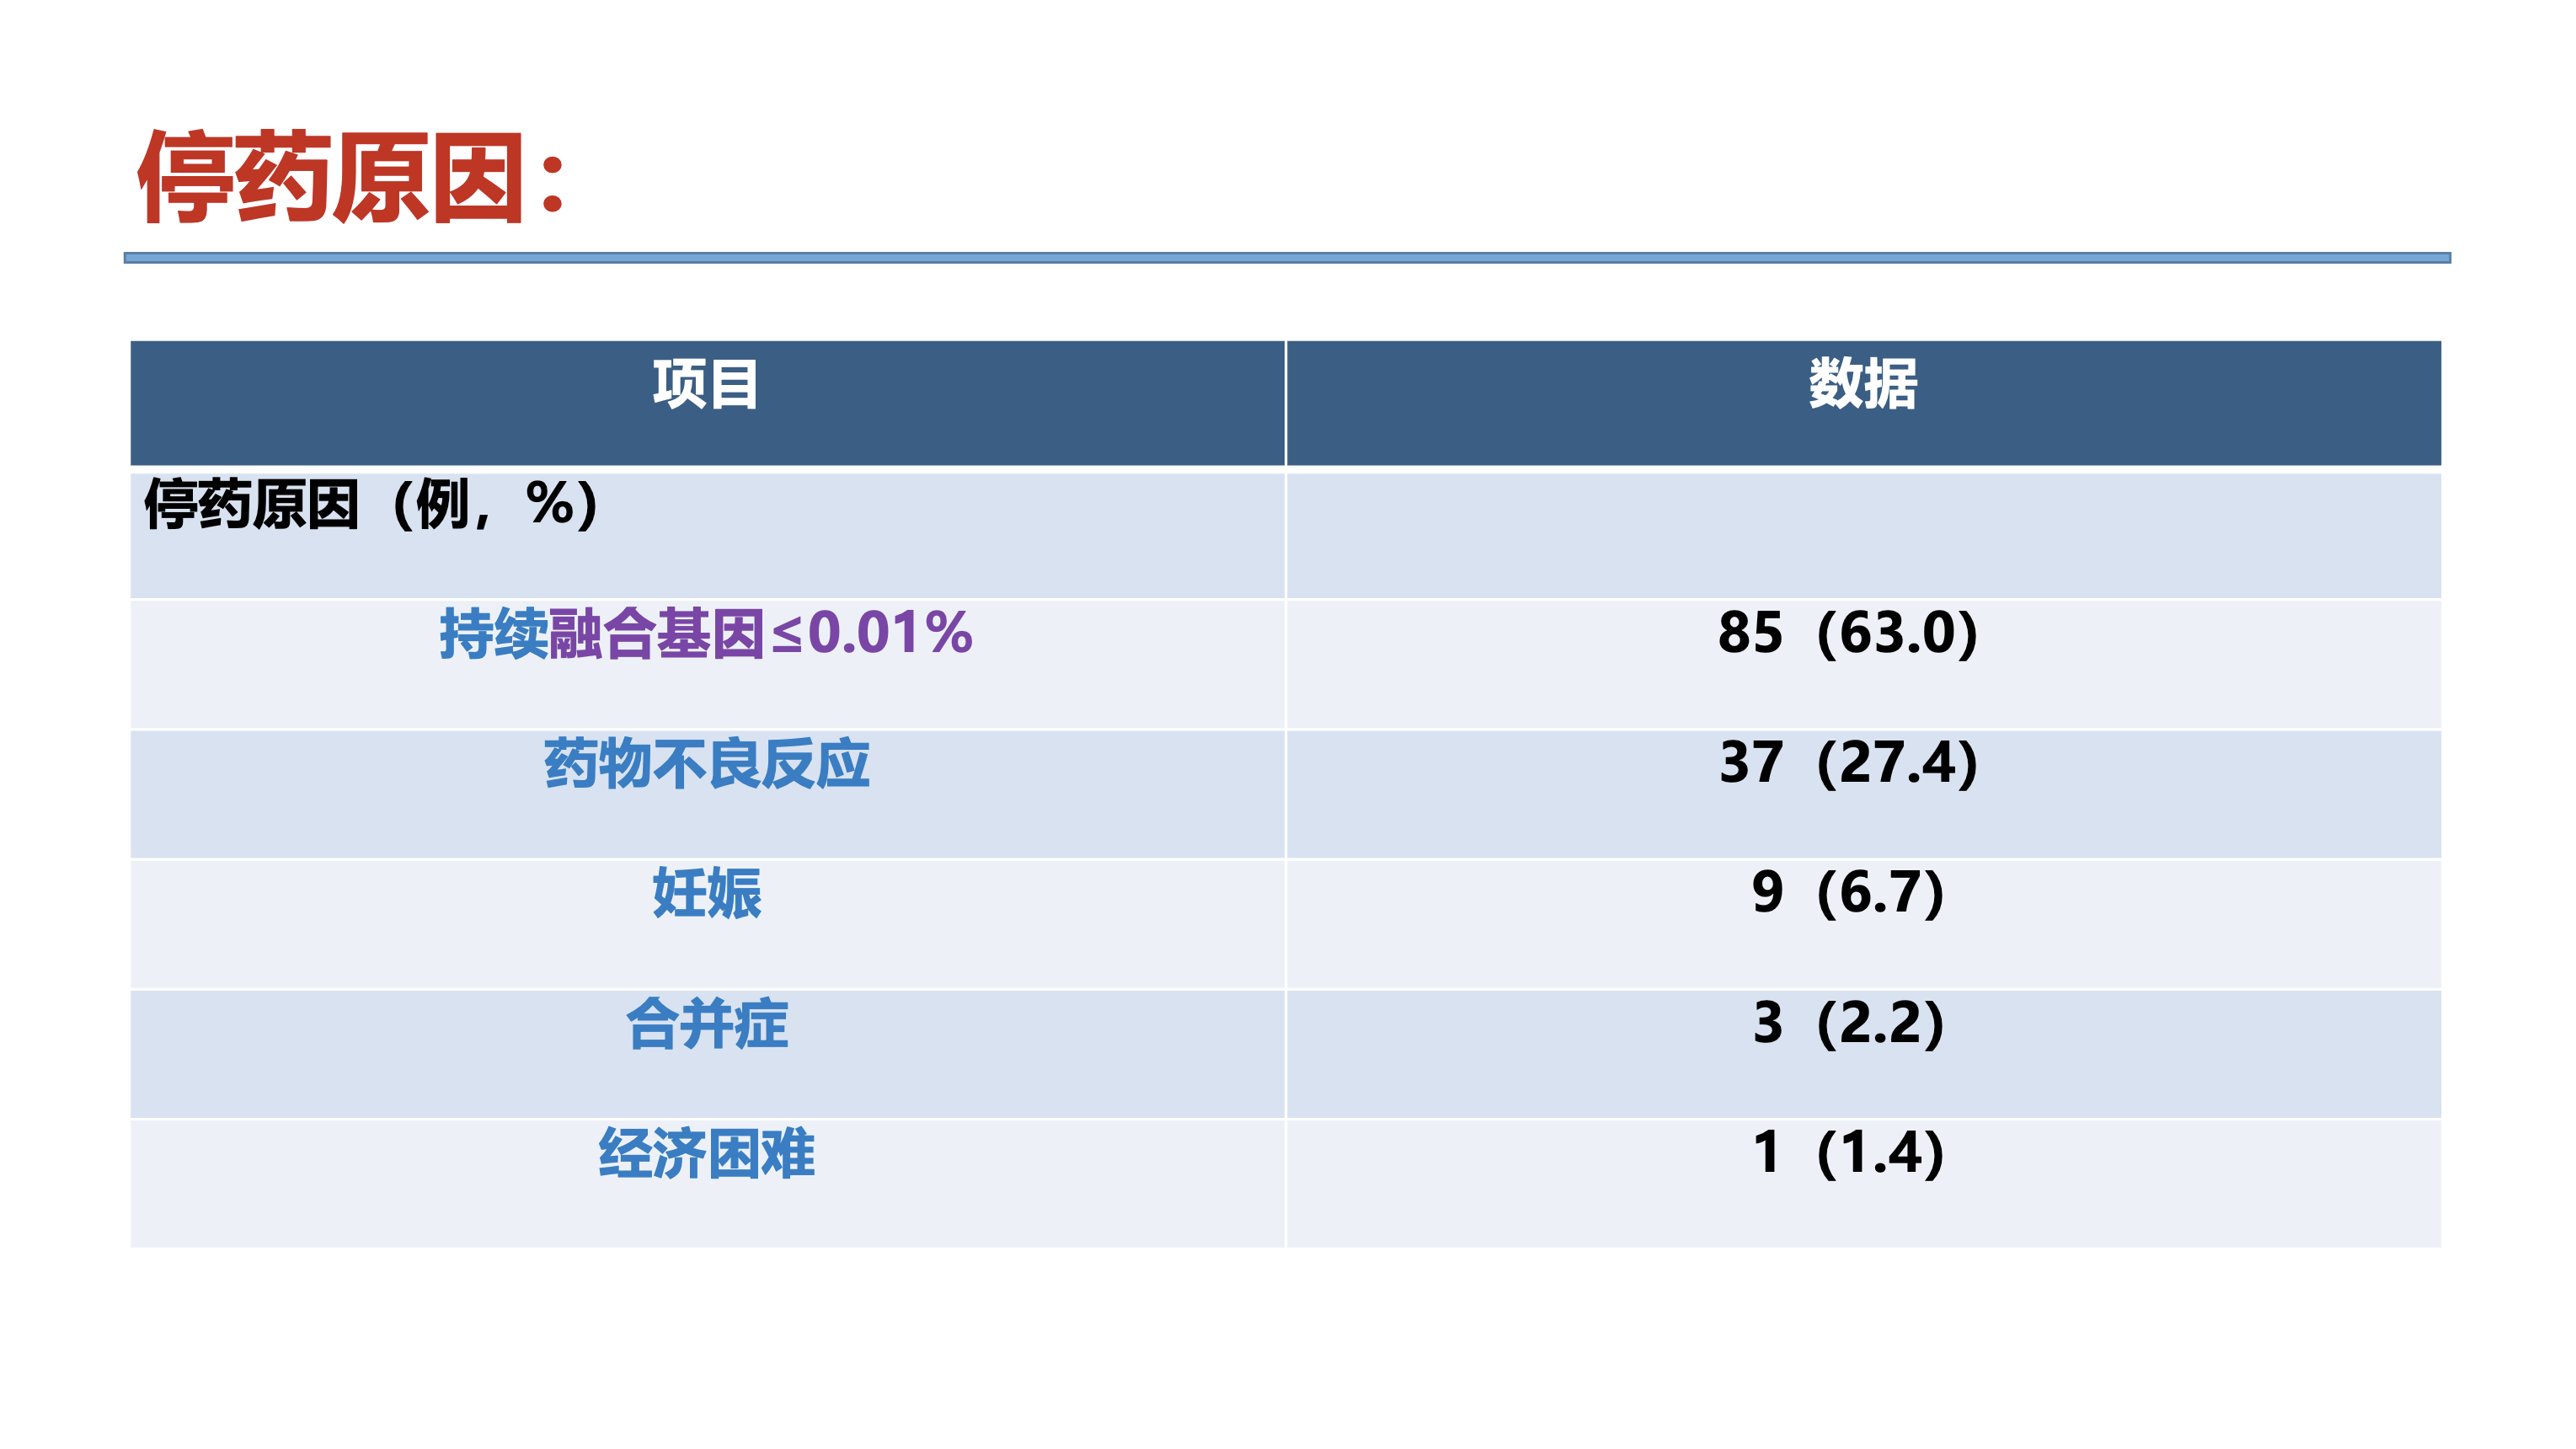 停药原因：
项目 数据
停药原因（例，%）
持续融合基因≤0.01% 85 (63.0)
药物不良反应 37 (27.4)
妊娠 9 (6.7)
合并症 3 (2.2)
经济困难 1 (1.4)